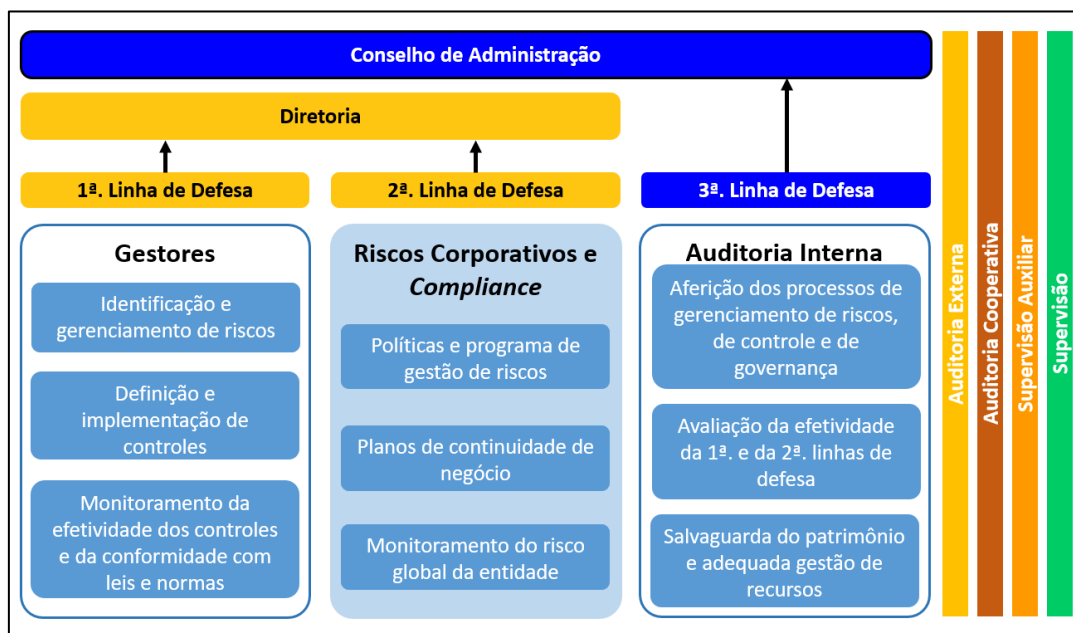 Conselho de Administração
Diretoria
1ª. Linha de Defesa
2ª. Linha de Defesa
3ª. Linha de Defesa
Gestores
Identificação e
gerenciamento de riscos
Definição e
implementação de
controles
Monitoramento da
efetividade dos controles
e da conformidade com
leis e normas
Riscos Corporativos e
Compliance
Políticas e programa de
gestão de riscos
Planos de continuidade de
negócio
Monitoramento do risco
global da entidade
Auditoria Interna
Aferição dos processos de
gerenciamento de riscos,
de controle e de
governança
Avaliação da efetividade
da 1ª. e da 2ª. linhas de
defesa
Salvaguarda do patrimônio
e adequada gestão de
recursos
Auditoria Externa
Auditoria Cooperativa
Supervisão Auxiliar
Supervisão